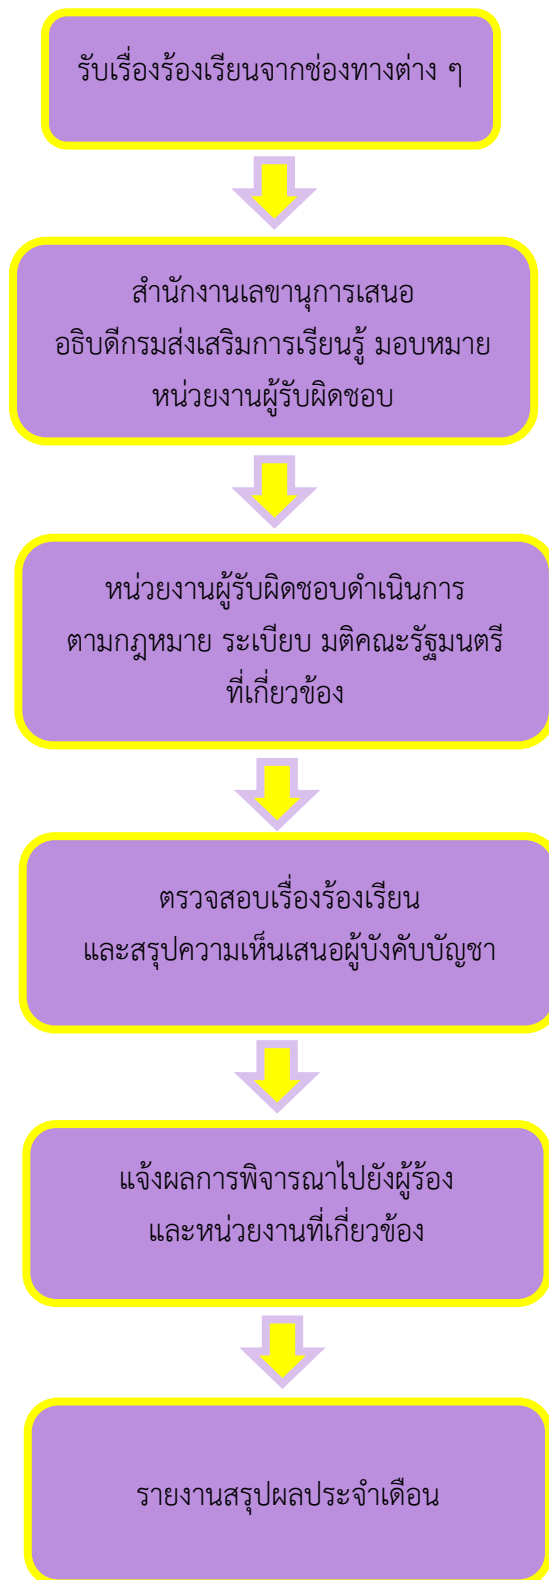 รับเรื่องร้องเรียนจากช่องทางต่าง ๆ
สำนักงานเลขานุการเสนอ
อธิบดีกรมส่งเสริมการเรียนรู้ มอบหมาย
หน่วยงานผู้รับผิดชอบ
หน่วยงานผู้รับผิดชอบดำเนินการ
ตามกฎหมาย ระเบียบ มติคณะรัฐมนตรี
ที่เกี่ยวข้อง
ตรวจสอบเรื่องร้องเรียน
และสรุปความเห็นเสนอผู้บังคับบัญชา
แจ้งผลการพิจารณาไปยังผู้ร้อง
และหน่วยงานที่เกี่ยวข้อง
รายงานสรุปผลประจำเดือน